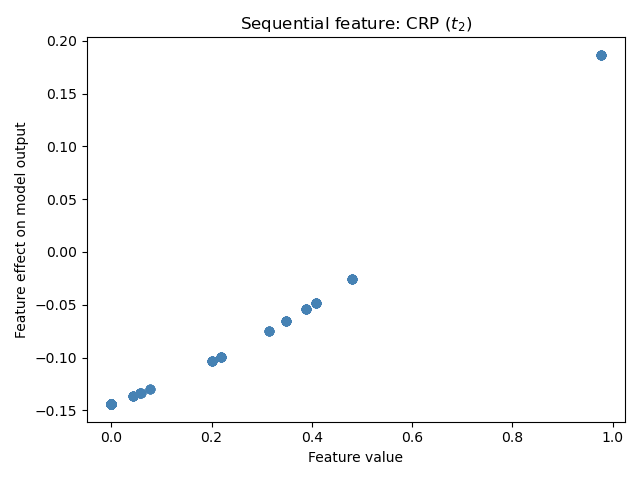 Sequential feature: CRP (t₂)
0.20
0.15
0.10
0.05
0.00
−0.05
−0.10
−0.15
Feature effect on model output
0.0 0.2 0.4 0.6 0.8 1.0
Feature value